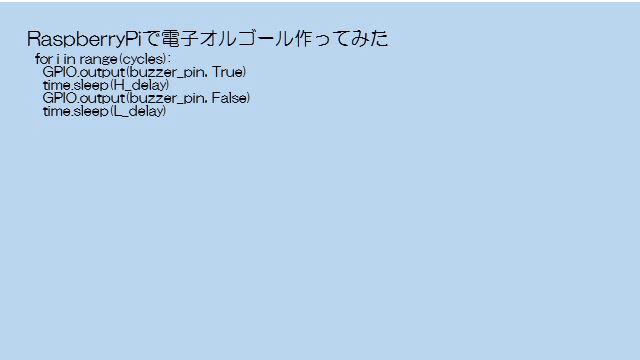 RaspberryPiで電子オルゴール作ってみた
for i in range(cycles):
GPIO.output(buzzer_pin, True)
time.sleep(H_delay)
GPIO.output(buzzer_pin, False)
time.sleep(L_delay)